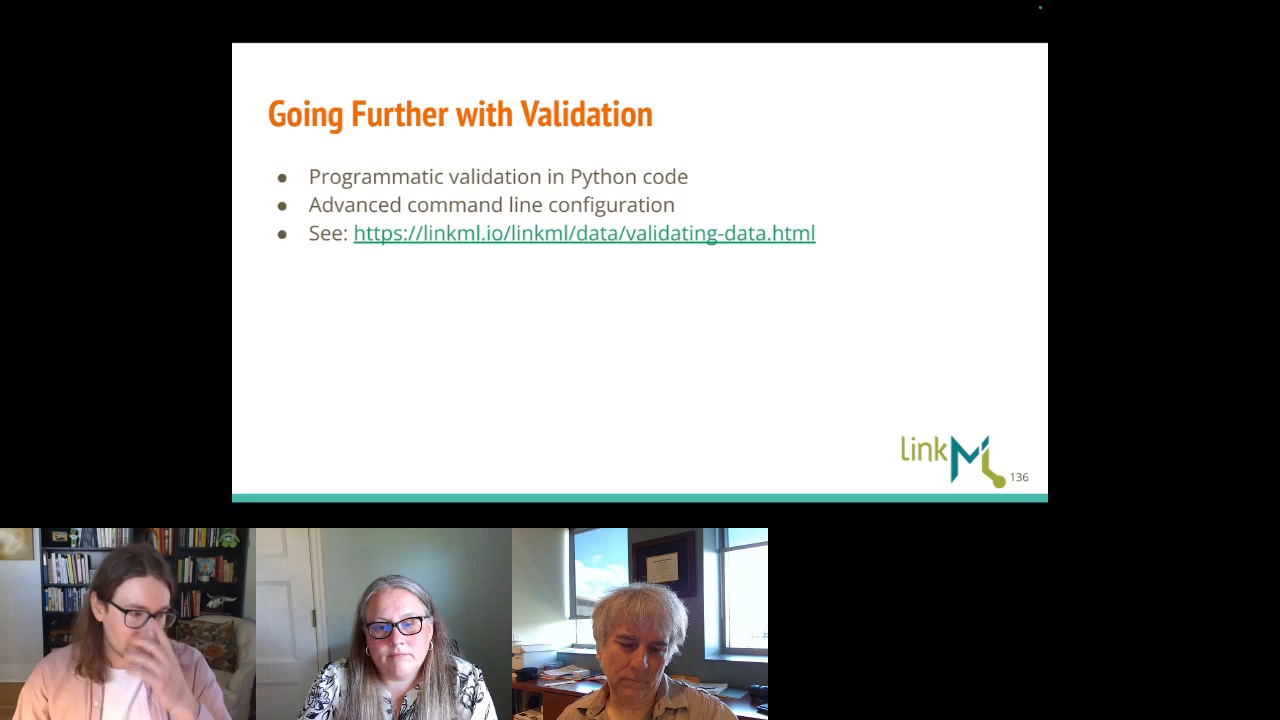 Going Further with Validation
● Programmatic validation in Python code
● Advanced command line configuration
● See: https://linkml.io/linkml/data/validating-data.html
linkML
136